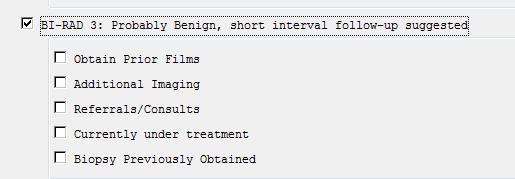 BI-RAD 3: Probably Benign, short interval follow-up suggested
Obtain Prior Films
Additional Imaging
Referrals/Consults
Currently under treatment
Biopsy Previously Obtained